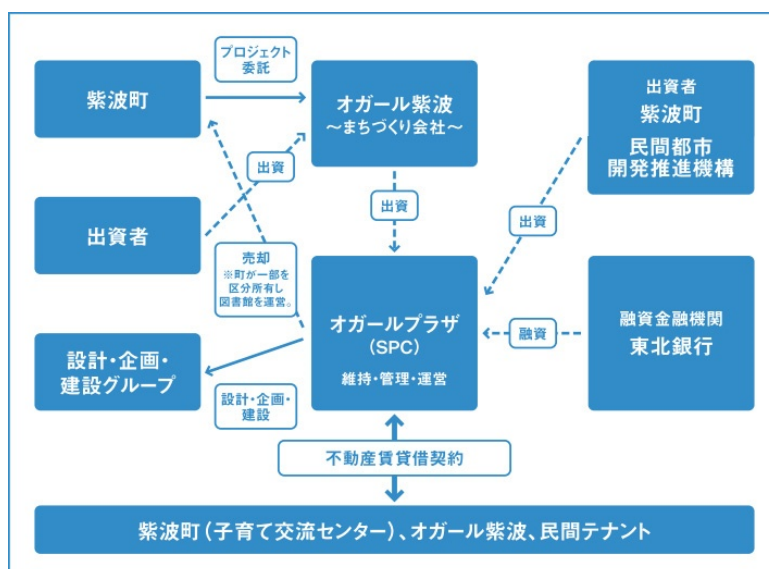 プロジェクト
委託
紫波町
オガール紫波
～まちづくり会社～
出資者
紫波町
民間都市
開発推進機構
出資
出資
出資
出資者
売却
※町が一部を
区分所有し
図書館を運営。
オガールプラザ
(SPC)
維持・管理・運営
融資
融資金融機関
東北銀行
設計・企画・
建設グループ
設計・企画・
建設
不動産賃貸借契約
紫波町(子育て交流センター)、オガール紫波、民間テナント